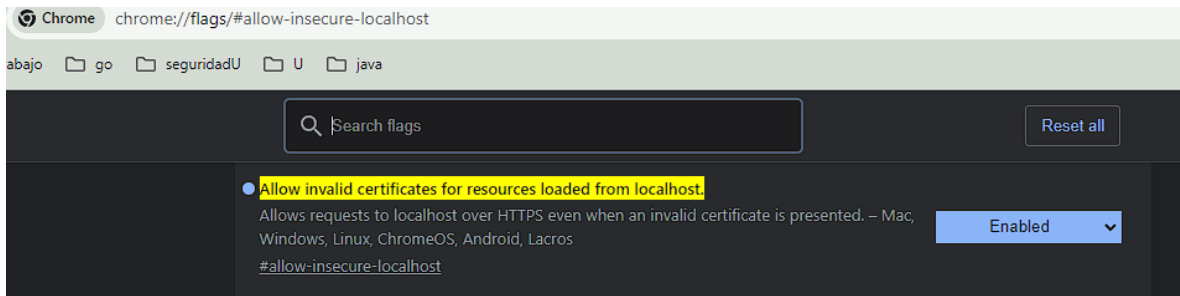 Chrome chrome://flags/#allow-insecure-localhost
abajo go seguridadU U java
Search flags
Reset all
Allow invalid certificates for resources loaded from localhost.
Allows requests to localhost over HTTPS even when an invalid certificate is presented. – Mac,
Windows, Linux, ChromeOS, Android, Lacros
Enabled
#allow-insecure-localhost